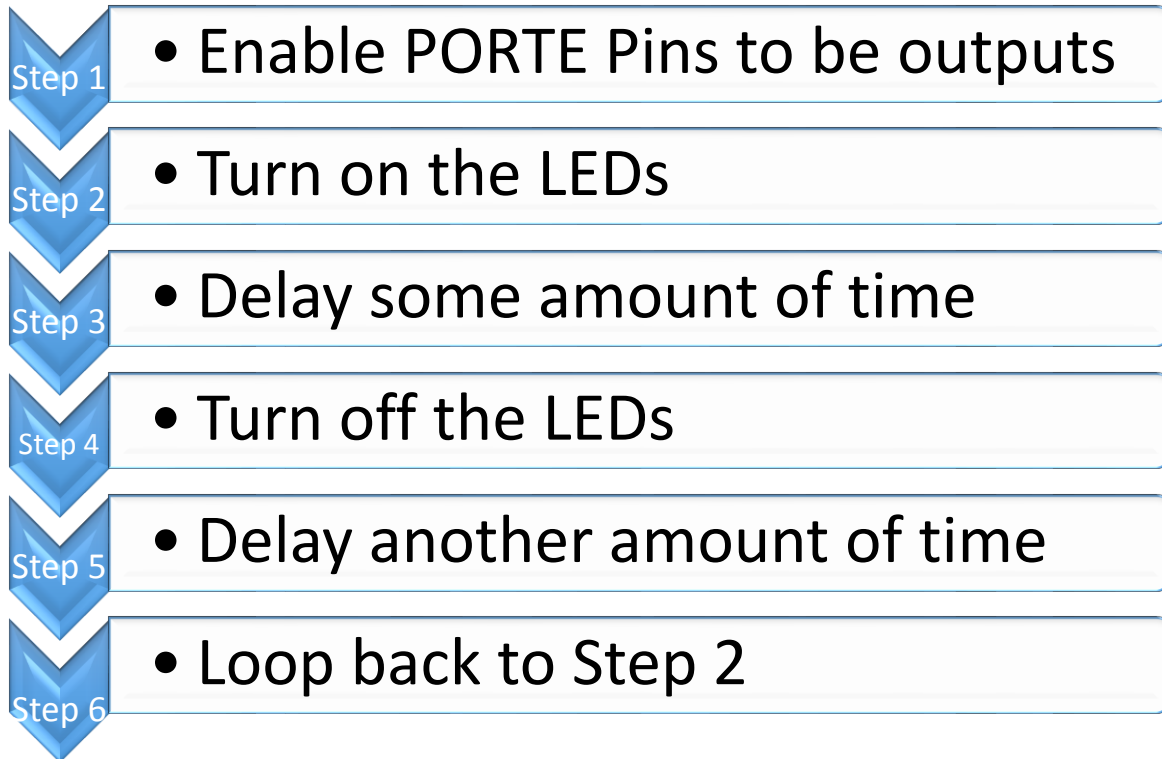 Step 1 • Enable PORTE Pins to be outputs
Step 2 • Turn on the LEDs
Step 3 • Delay some amount of time
Step 4 • Turn off the LEDs
Step 5 • Delay another amount of time
Step 6 • Loop back to Step 2